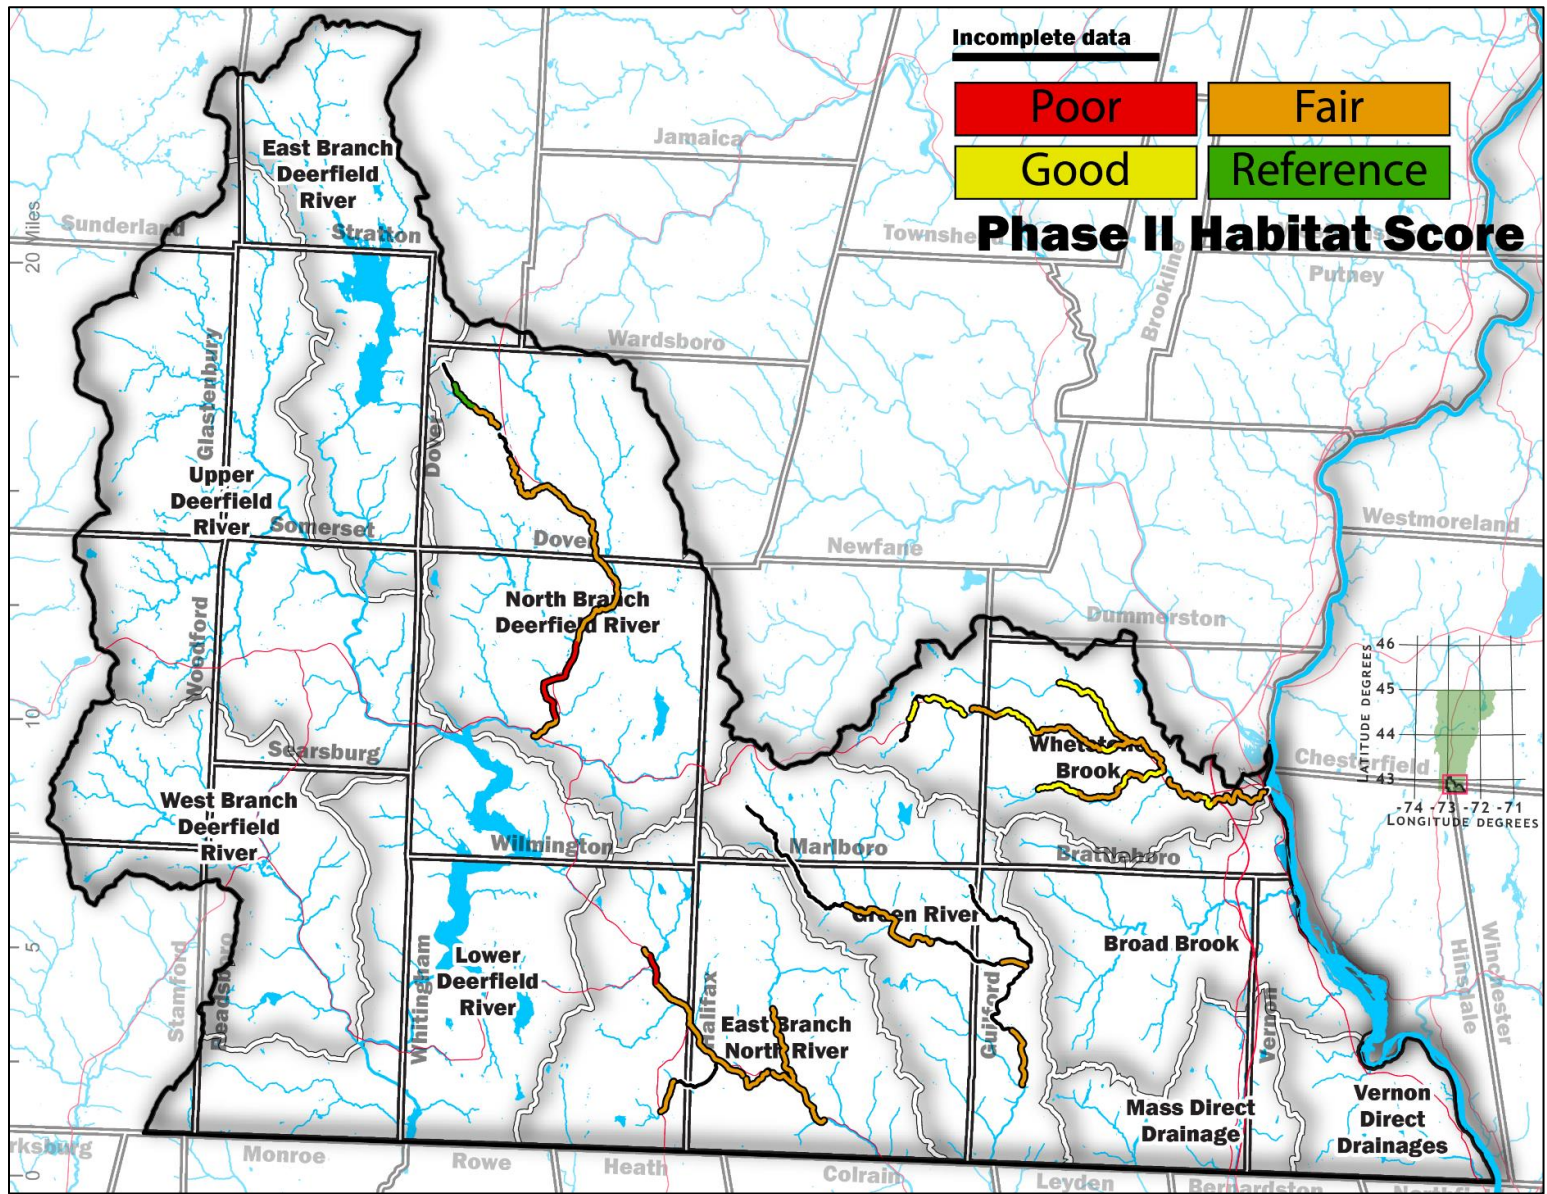 Incomplete data
Poor
Fair
Good
Reference
Phase II Habitat Score
Jamaica
East Branch
Deerfield
River
Sunderland
Stratton
Brookline
Putney
20 Miles
Wardsboro
Glastenbury
Dover
Upper
Deerfield
River
Somerset
Dover
Newfane
Westmoreland
Woodford
North Branch
Deerfield River
Dummerston
LATITUDE DEGREES
46
45
44
43
-74 -73 -72 -71
LONGITUDE DEGREES
10
Searsburg
Whetstone
Brook
Chesterfield
West Branch
Deerfield
River
Wilmington
Marlboro
Brattleboro
Green River
Stamford
Readsboro
5
Whitingham
Lower
Deerfield
River
Halifax
East Branch
North River
Guilford
Broad Brook
Vernon
Hinsdale
Winchester
Mass Direct
Drainage
Vernon
Direct
Drainages
0
rksburg
Monroe
Rowe
Heath
Colrain
Leyden
Bernardston